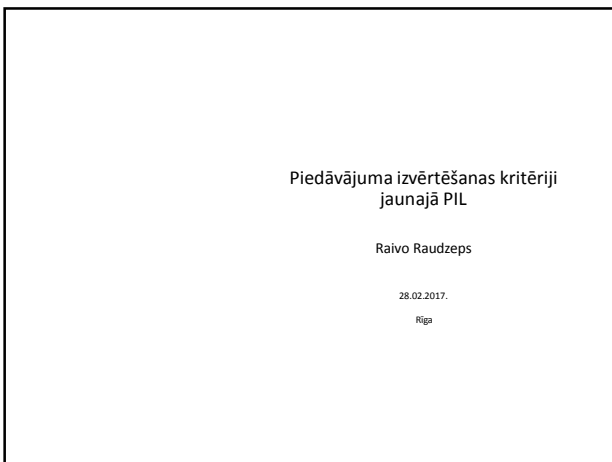 Piedāvājuma izvērtēšanas kritēriji
jaunajā PIL
Raivo Raudzeps
28.02.2017.
Rīga